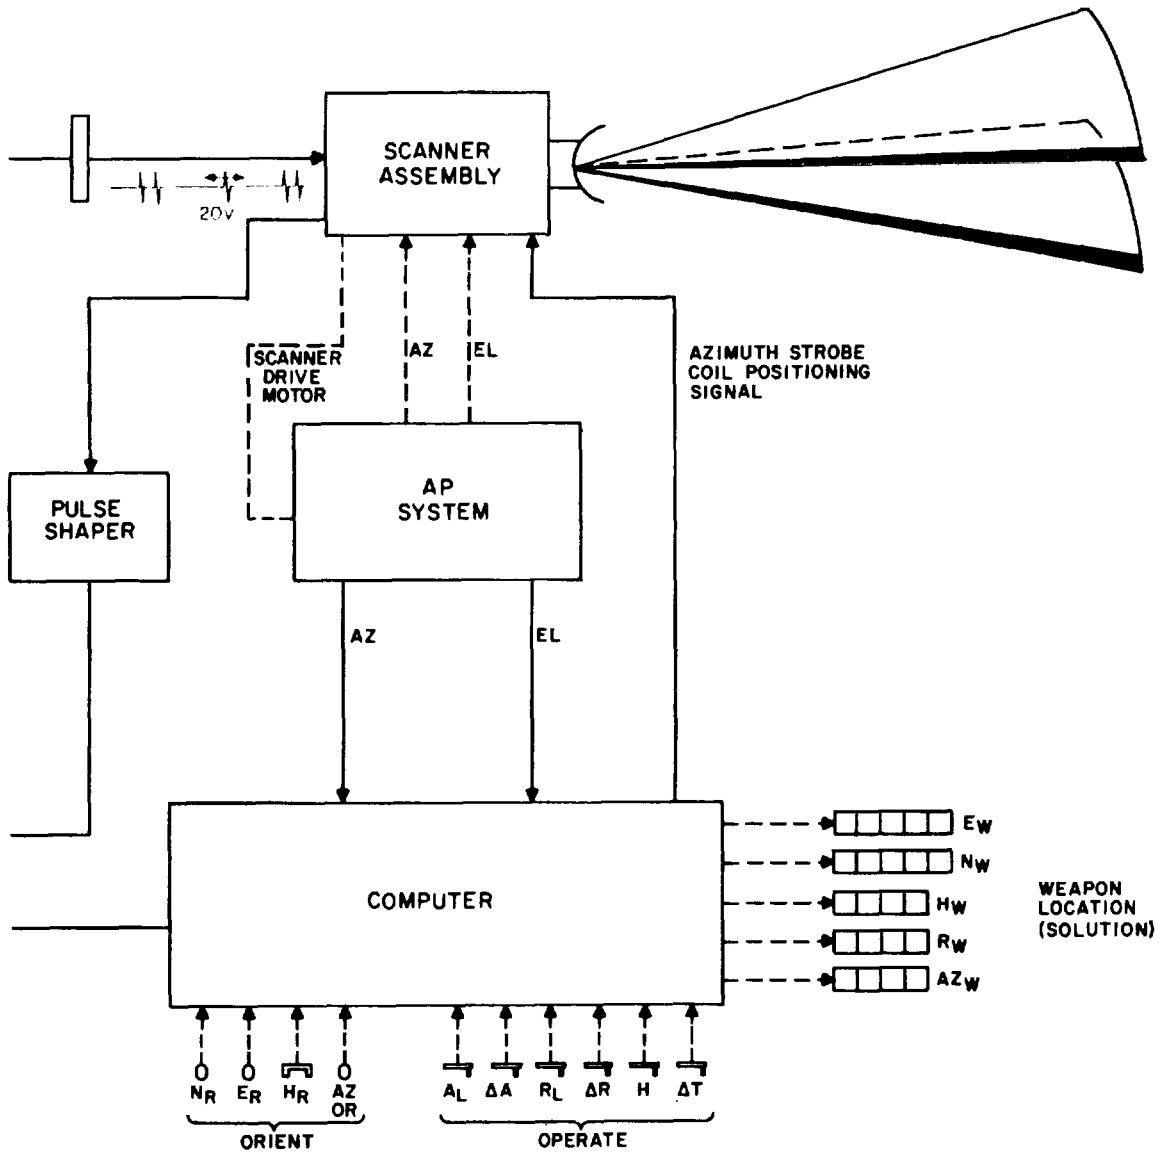 SCANNER
ASSEMBLY
20V
SCANNER
DRIVE
MOTOR
AZ
EL
AZIMUTH STROBE
COIL POSITIONING
SIGNAL
PULSE
SHAPER
AP
SYSTEM
AZ
EL
COMPUTER
EW
NW
HW
RW
AZW
WEAPON
LOCATION
(SOLUTION)
NR
ER
HR
AZ
OR
AL
ΔA
RL
ΔR
H
ΔT
ORIENT
OPERATE